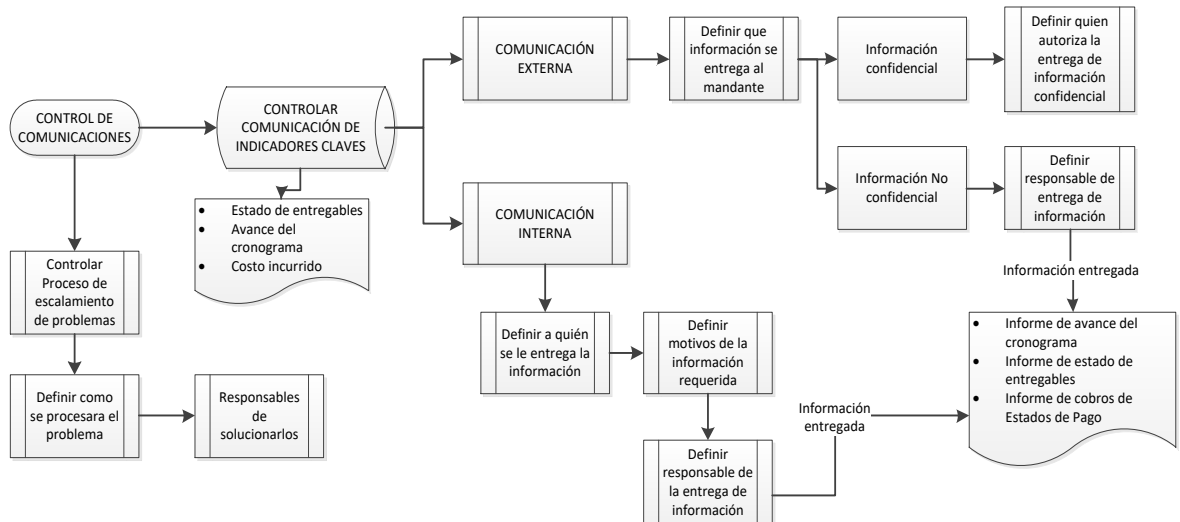 CONTROL DE
COMUNICACIONES
CONTROLAR
COMUNICACIÓN DE
INDICADORES CLAVES
• Estado de entregables
• Avance del
cronograma
• Costo incurrido
Controlar
Proceso de
escalamiento
de problemas
Definir como
se procesara el
problema
Responsables
de
solucionarlos
COMUNICACIÓN
EXTERNA
Definir que
información se
entrega al
mandante
Información
confidencial
Definir quien
autoriza la
entrega de
información
confidencial
Información No
confidencial
Definir
responsable de
entrega de
información
Información entregada
COMUNICACIÓN
INTERNA
Definir a quién
se le entrega la
información
Definir
motivos de la
información
requerida
Definir
responsable de
la entrega de
información
Información
entregada
• Informe de avance del
cronograma
• Informe de estado de
entregables
• Informe de cobros de
Estados de Pago